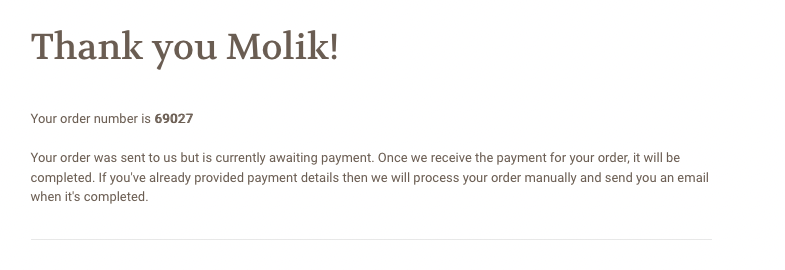 Thank you Molik!
Your order number is 69027
Your order was sent to us but is currently awaiting payment. Once we receive the payment for your order, it will be
completed. If you've already provided payment details then we will process your order manually and send you an email
when it's completed.